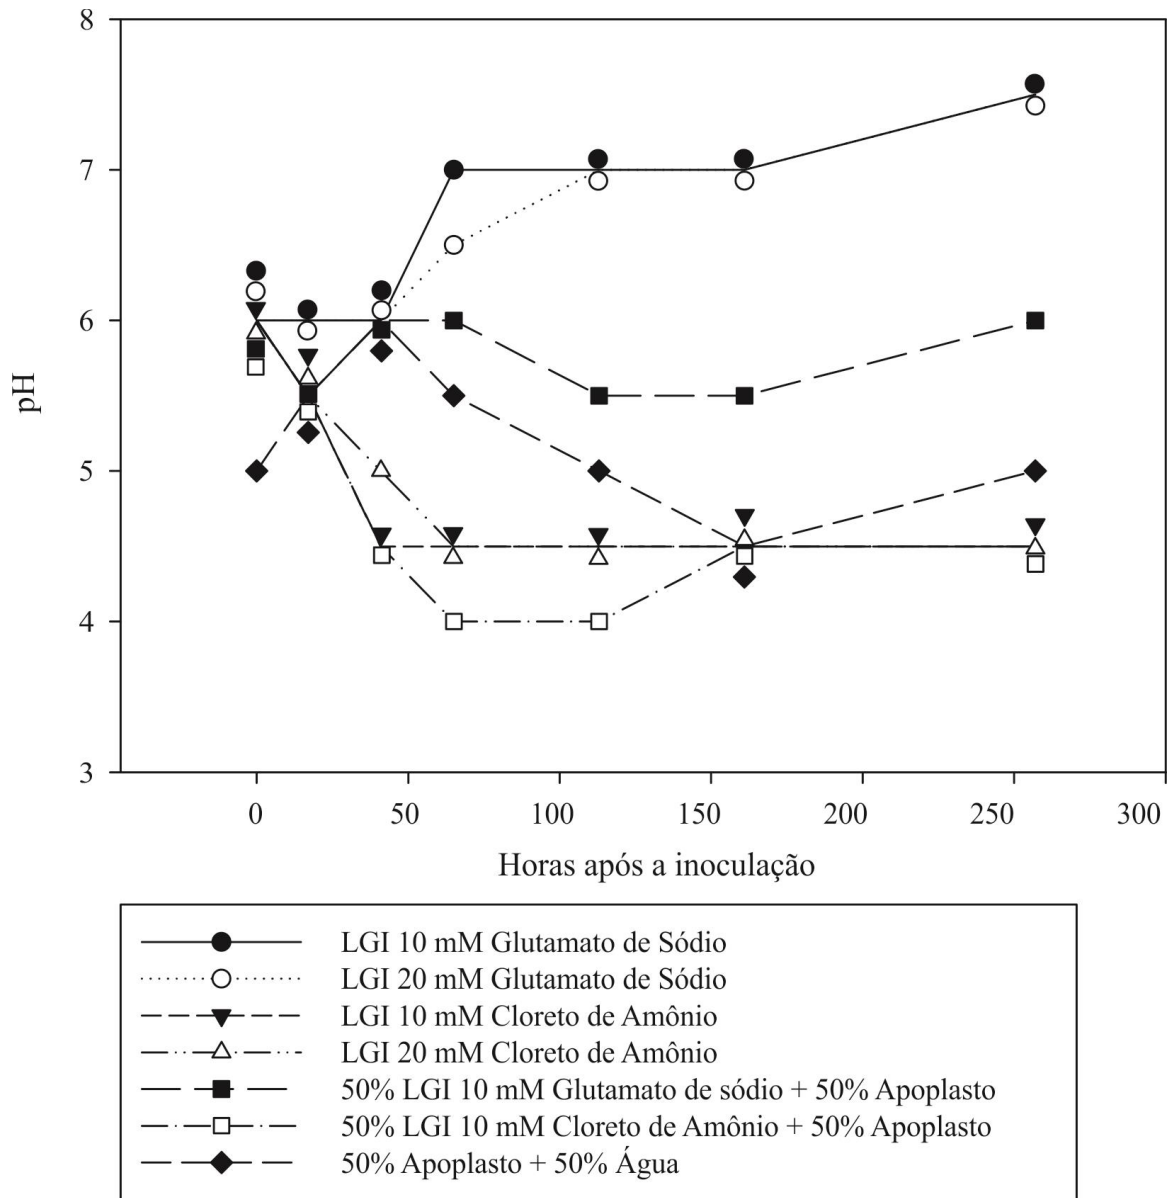 8
7
6
5
4
3
pH
0 50 100 150 200 250 300
Horas após a inoculação
LGI 10 mM Glutamato de Sódio
LGI 20 mM Glutamato de Sódio
LGI 10 mM Cloreto de Amônio
LGI 20 mM Cloreto de Amônio
50% LGI 10 mM Glutamato de sódio + 50% Apoplasto
50% LGI 10 mM Cloreto de Amônio + 50% Apoplasto
50% Apoplasto + 50% Água